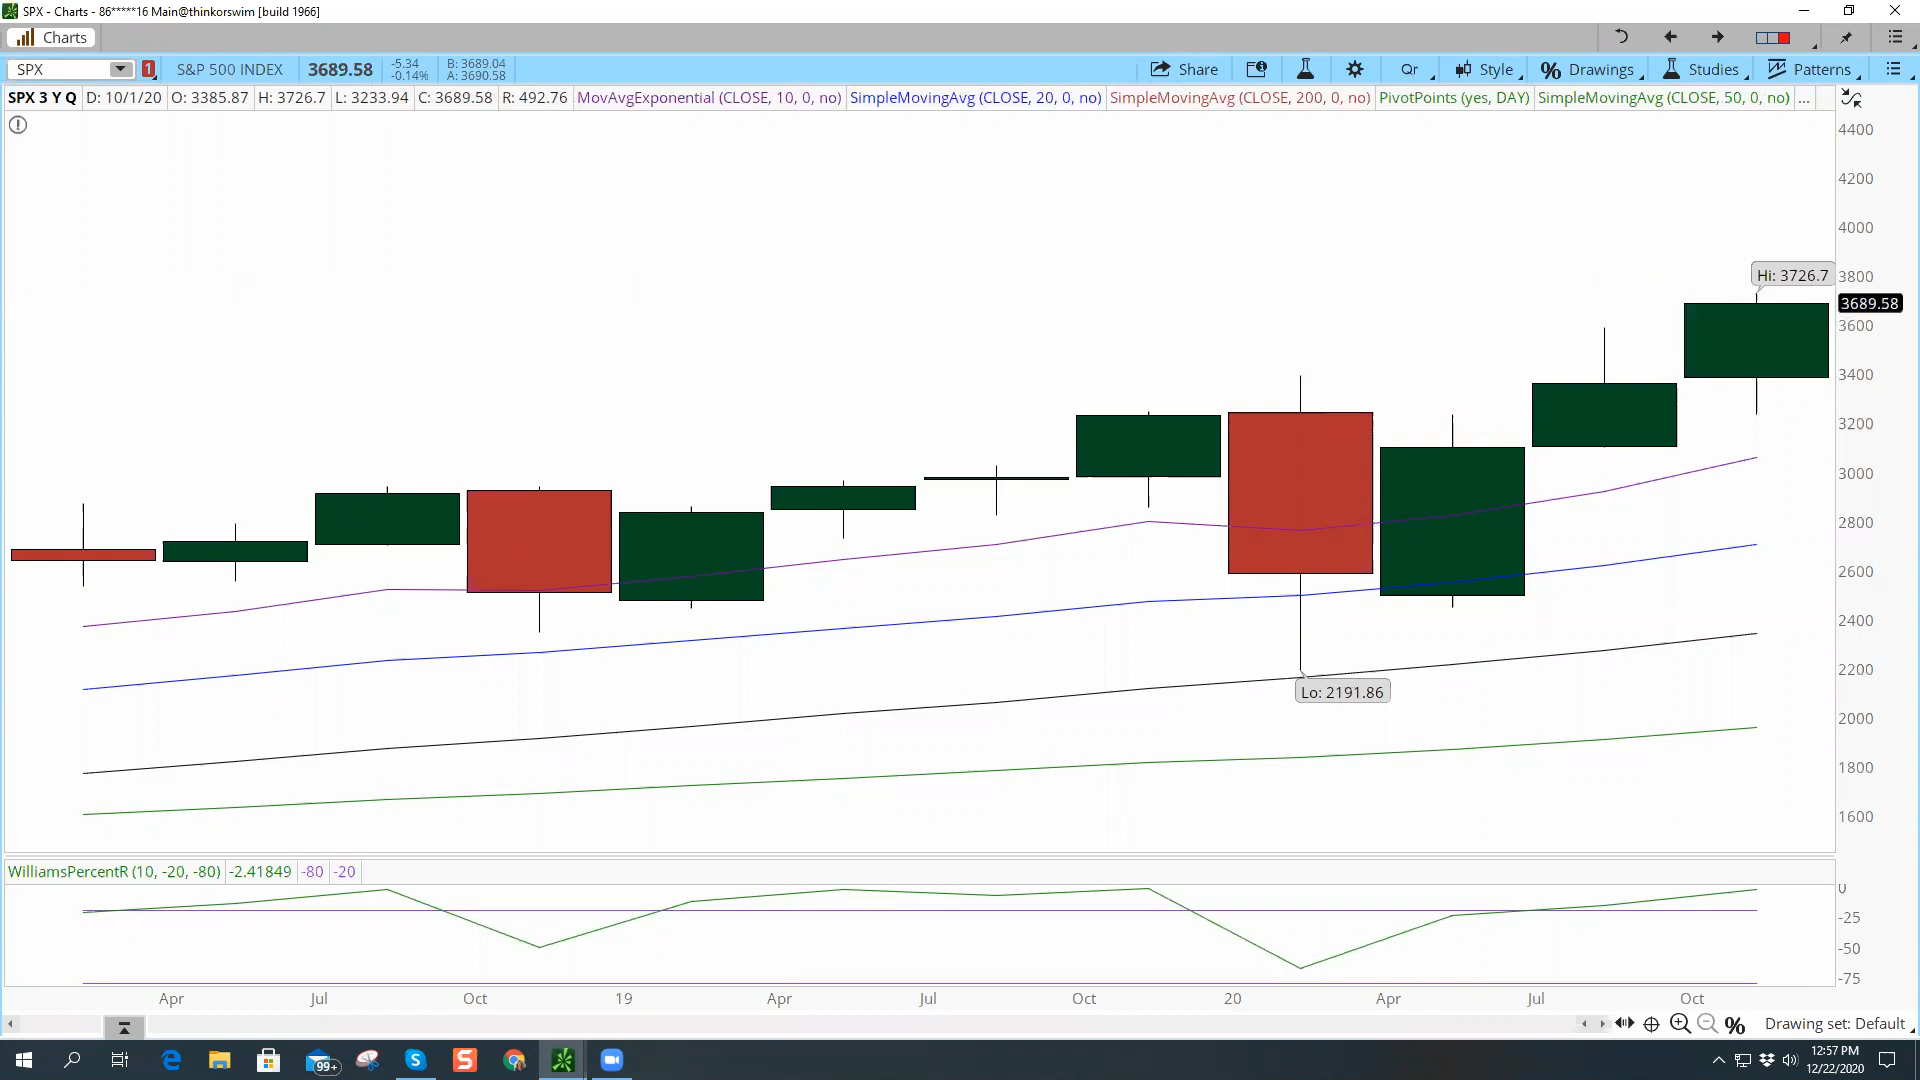 SPX - Charts - 86*****16 Main@thinkorswim [build 1966]
Charts
SPX 1 S&P 500 INDEX 3689.58 -5.34 -0.14% B: 3689.04 A: 3690.58 Share Qr Style Drawings Studies Patterns
SPX 3 Y Q D: 10/1/20 O: 3385.87 H: 3726.7 L: 3233.94 C: 3689.58 R: 492.76 MovAvgExponential (CLOSE, 10, 0, no) SimpleMovingAvg (CLOSE, 20, 0, no) SimpleMovingAvg (CLOSE, 200, 0, no) PivotPoints (yes, DAY) SimpleMovingAvg (CLOSE, 50, 0, no) ...
4400
4200
4000
Hi: 3726.7 3800
3689.58
3600
3400
3200
3000
2800
2600
2400
2200
Lo: 2191.86
2000
1800
1600
WilliamsPercentR (10, -20, -80) -2.41849 -80 -20
0
-25
-50
-75
Apr Jul Oct 19 Apr Jul Oct 20 Apr Jul Oct
Drawing set: Default
99+ 12:57 PM
12/22/2020